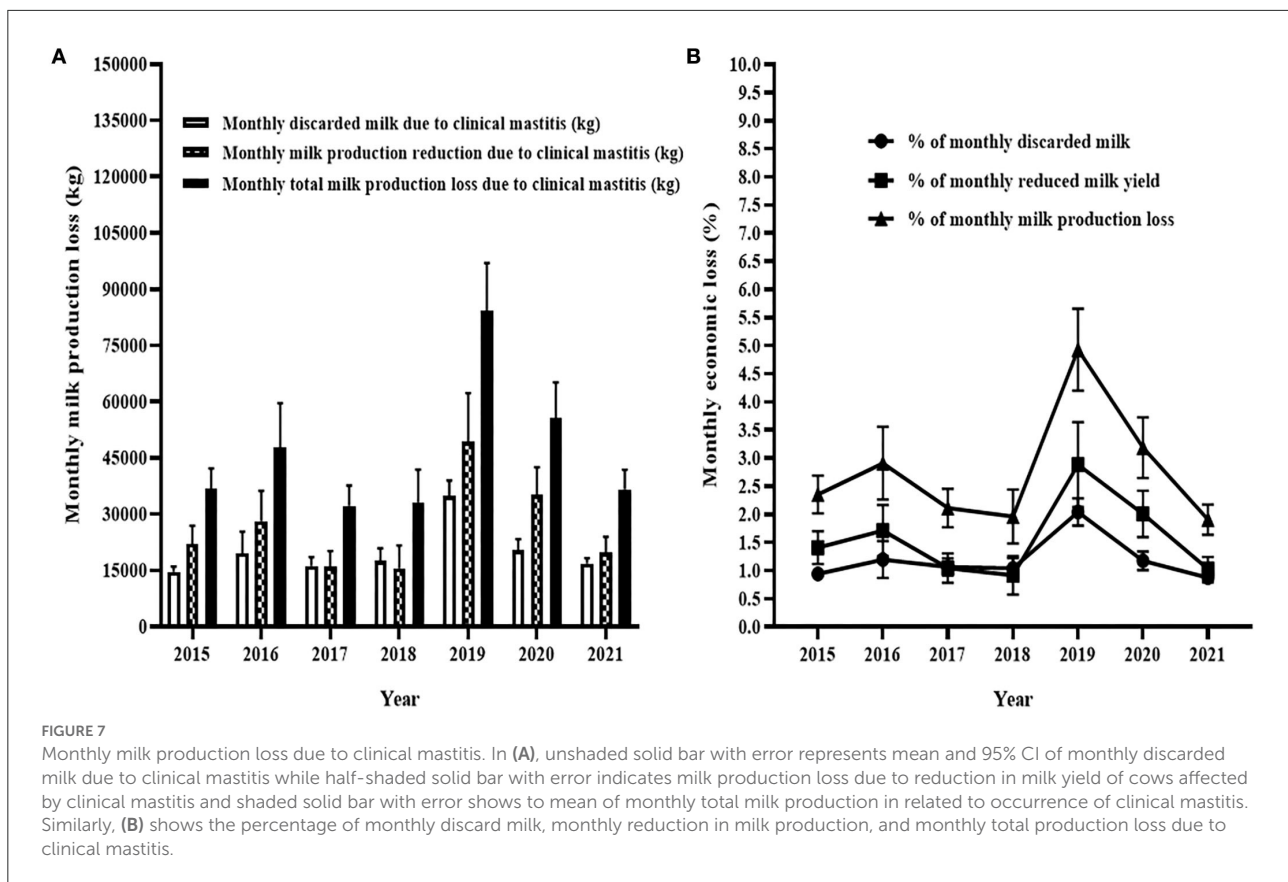 A
150000
135000
120000
105000
90000
75000
60000
45000
30000
15000
0
Monthly milk production loss (kg)
Monthly discarded milk due to clinical mastitis (kg)
Monthly milk production reduction due to clinical mastitis (kg)
Monthly total milk production loss due to clinical mastitis (kg)
2015 2016 2017 2018 2019 2020 2021
Year
B
10.0
9.5
9.0
8.5
8.0
7.5
7.0
6.5
6.0
5.5
5.0
4.5
4.0
3.5
3.0
2.5
2.0
1.5
1.0
0.5
0.0
Monthly economic loss (%)
% of monthly discarded milk
% of monthly reduced milk yield
% of monthly milk production loss
2015 2016 2017 2018 2019 2020 2021
Year
FIGURE 7
Monthly milk production loss due to clinical mastitis. In (A), unshaded solid bar with error represents mean and 95% CI of monthly discarded
milk due to clinical mastitis while half-shaded solid bar with error indicates milk production loss due to reduction in milk yield of cows affected
by clinical mastitis and shaded solid bar with error shows to mean of monthly total milk production in related to occurrence of clinical mastitis.
Similarly, (B) shows the percentage of monthly discard milk, monthly reduction in milk production, and monthly total production loss due to
clinical mastitis.